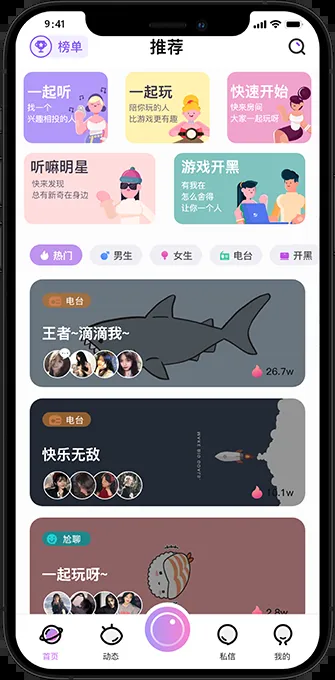 9:41
榜单
推荐
一起听
找一个
兴趣相投的人
一起玩
陪你玩的人
比游戏更有趣
快速开始
快来房间
大家一起玩呀
听嘛明星
快来发现
总有新奇在身边
游戏开黑
有我在
怎么舍得
让你一个人
热门
男生
女生
电台
开黑
电台
王者~滴滴我~
26.7w
电台
快乐无敌
10.1w
尬聊
一起玩呀~
2.8w
首页
动态
私信
我的